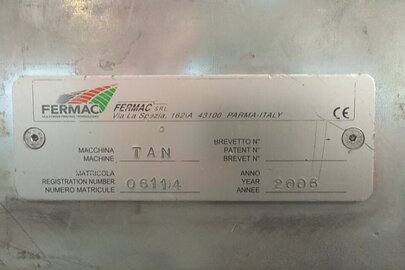 FERMAC
FERMAC SRL
Via La Spezia, 162\A 43100 PARMA-ITALY
CE
MACCHINA
MACHINE
TAN
BREVETTO N°
PATENT N°
BREVET N°
MATRICOLA
REGISTRATION NUMBER
NUMERO MATRICULE
06114
ANNO
YEAR
ANNEE
2006